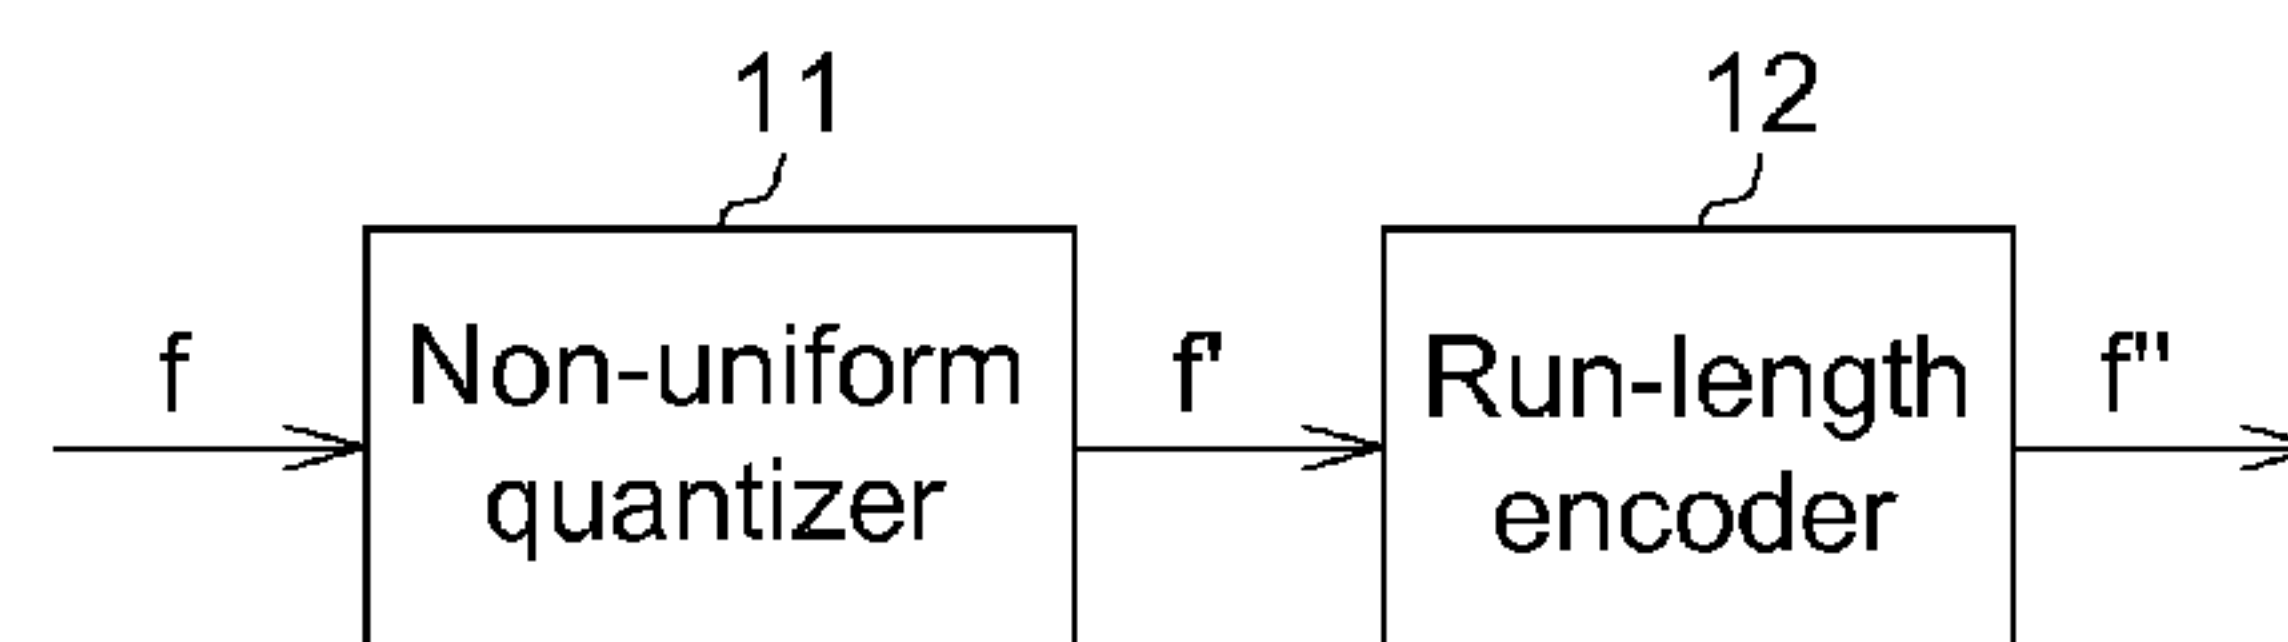 11
12
f
Non-uniform
quantizer
f'
Run-length
encoder
f"